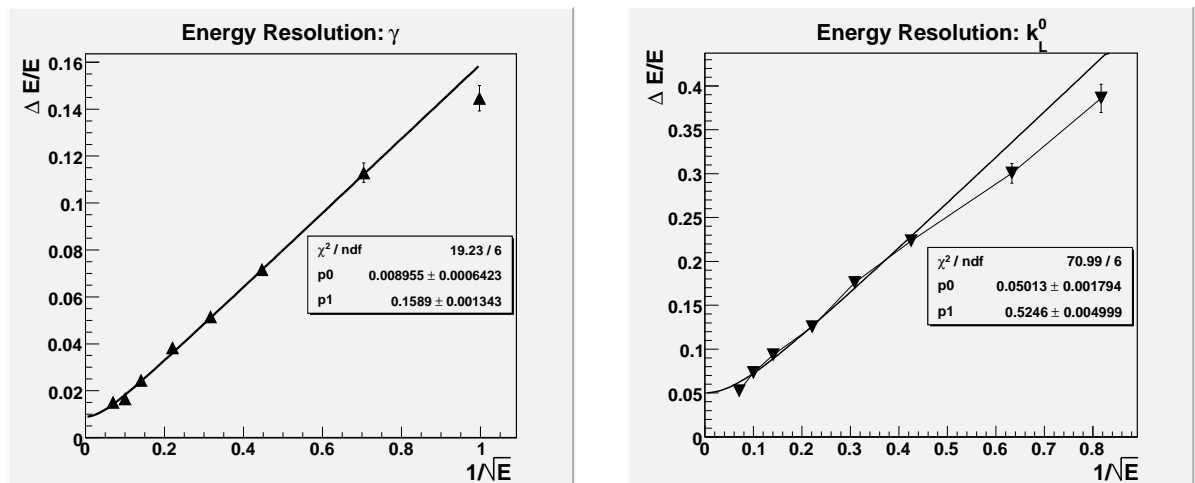 Energy Resolution: γ
Δ E/E
0.16
0.14
0.12
0.1
0.08
0.06
0.04
0.02
0
χ² / ndf 19.23 / 6
p0 0.008955 ± 0.0006423
p1 0.1589 ± 0.001343
0 0.2 0.4 0.6 0.8 1
1/√E
Energy Resolution: k⁰_L
Δ E/E
0.4
0.35
0.3
0.25
0.2
0.15
0.1
0.05
0
χ² / ndf 70.99 / 6
p0 0.05013 ± 0.001794
p1 0.5246 ± 0.004999
0 0.1 0.2 0.3 0.4 0.5 0.6 0.7 0.8
1/√E